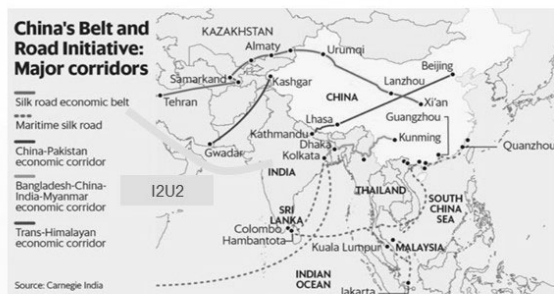 China's Belt and
Road Initiative:
Major corridors
Silk road economic belt
Maritime silk road
China-Pakistan
economic corridor
Bangladesh-China-
India-Myanmar
economic corridor
Trans-Himalayan
economic corridor
Source: Carnegie India
I2U2
KAZAKHSTAN
Almaty
Urumqi
Beijing
Samarkand
Kashgar
Lanzhou
Tehran
CHINA
Xi'an
Guangzhou
Lhasa
Kathmandu
Dhaka
Kunming
Quanzhou
Gwadar
Kolkata
INDIA
THAILAND
SOUTH
CHINA
SEA
SRI
LANKA
Colombo
Hambantota
Kuala Lumpur
MALAYSIA
INDIAN
OCEAN
Jakarta